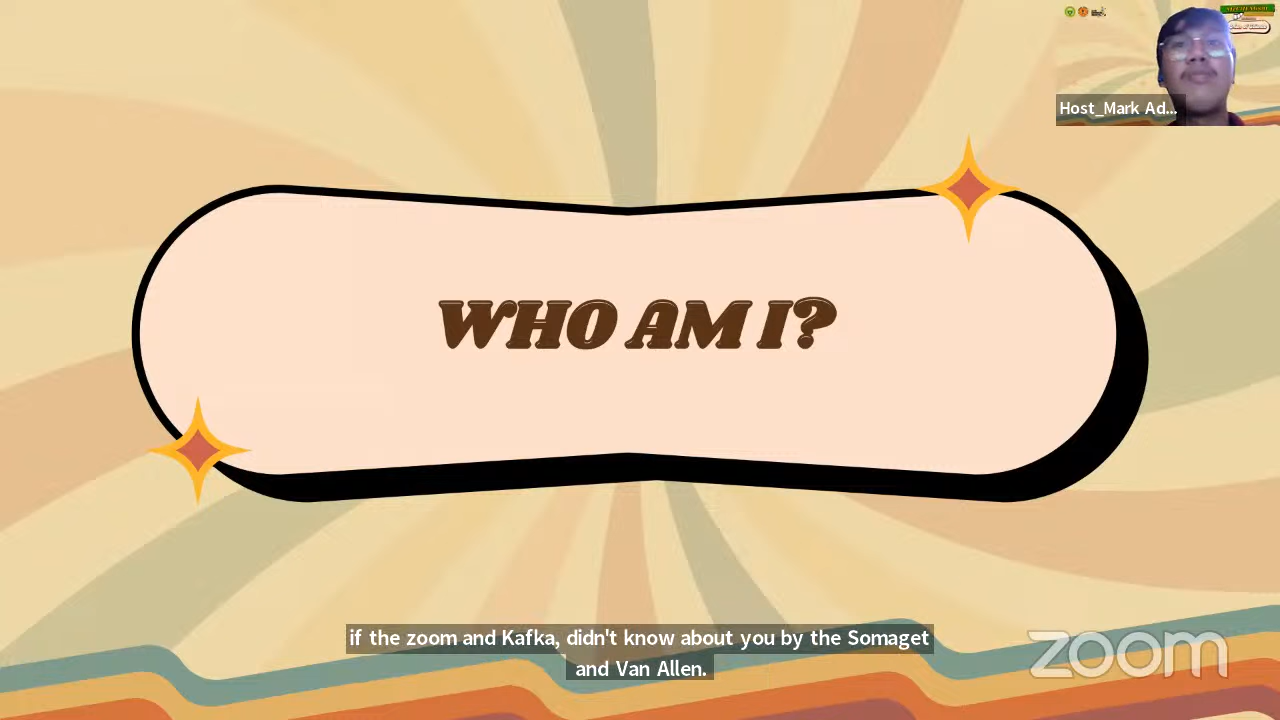 Host_Mark Ad...
WHO AM I?
if the zoom and Kafka, didn't know about you by the Somaget
and Van Allen.
zoom